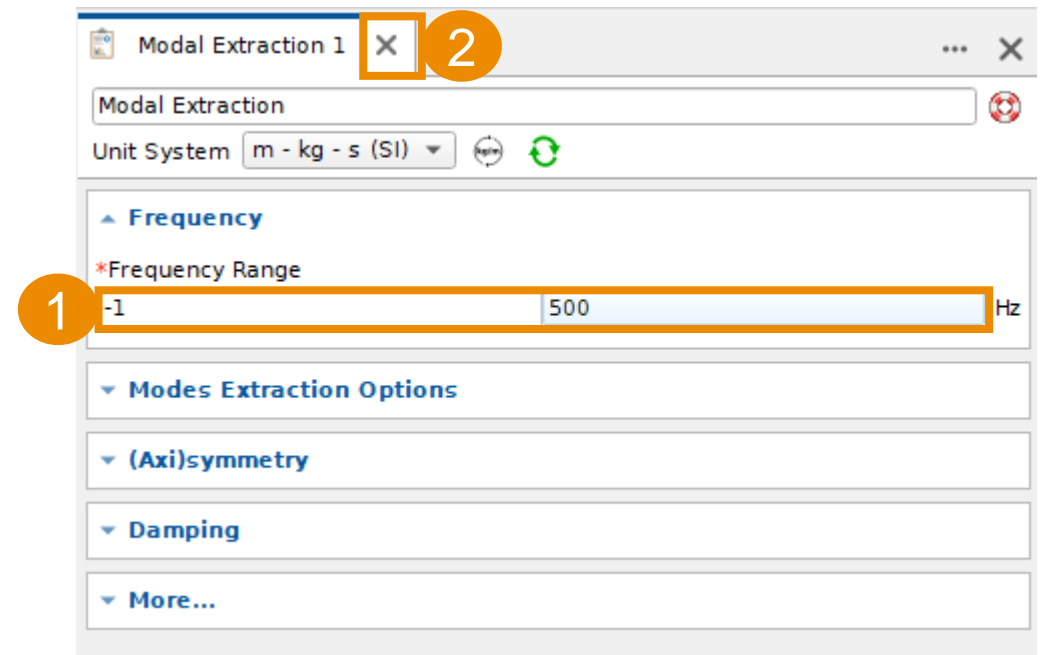 Modal Extraction 1
2
...
Modal Extraction
Unit System m - kg - s (SI)
Frequency
*Frequency Range
1
-1 500 Hz
Modes Extraction Options
(Axi)symmetry
Damping
More...